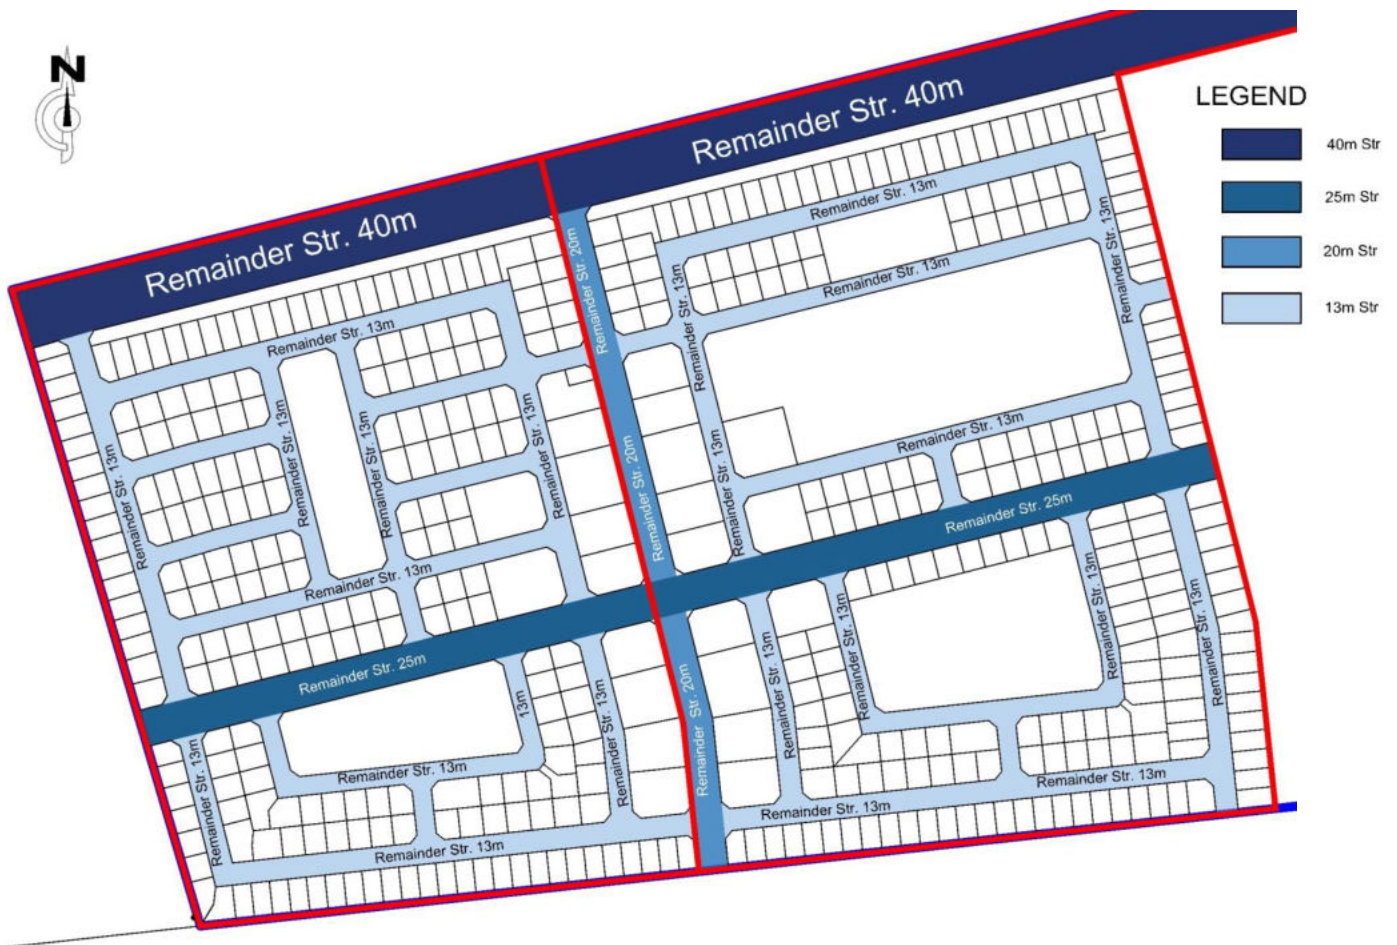 N
Remainder Str. 40m
LEGEND
40m Str
25m Str
20m Str
13m Str
Remainder Str. 40m
Remainder Str. 13m
Remainder Str. 13m
Remainder Str. 13m
Remainder Str. 20m
Remainder Str. 13m
Remainder Str. 13m
Remainder Str. 13m
Remainder Str. 13m
Remainder Str. 13m
Remainder Str. 13m
Remainder Str. 13m
Remainder Str. 20m
Remainder Str. 13m
Remainder Str. 13m
Remainder Str. 25m
Remainder Str. 13m
Remainder Str. 25m
Remainder Str. 13m
Remainder Str. 13m
Remainder Str. 13m
Remainder Str. 13m
13m
Remainder Str. 13m
Remainder Str. 20m
Remainder Str. 13m
Remainder Str. 13m
Remainder Str. 13m
Remainder Str. 13m
Remainder Str. 13m